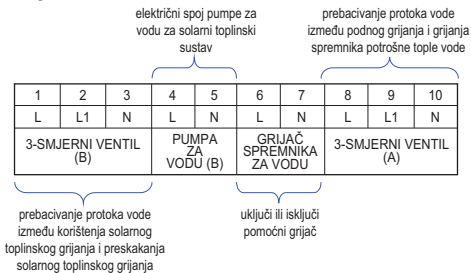 električni spoj pumpe za
vodu za solarni toplinski
sustav
prebacivanje protoka vode
između podnog grijanja i grijanja
spremnika potrošne tople vode
1 2 3 4 5 6 7 8 9 10
L L1 N L N L N L L1 N
3-SMJERNI VENTIL
(B)
PUMPA
ZA
VODU (B)
GRIJAČ
SPREMNIKA
ZA VODU
3-SMJERNI VENTIL
(A)
prebacivanje protoka vode
između korištenja solarnog
toplinskog grijanja i preskakanja
solarnog toplinskog grijanja
uključi ili isključi
pomoćni grijač